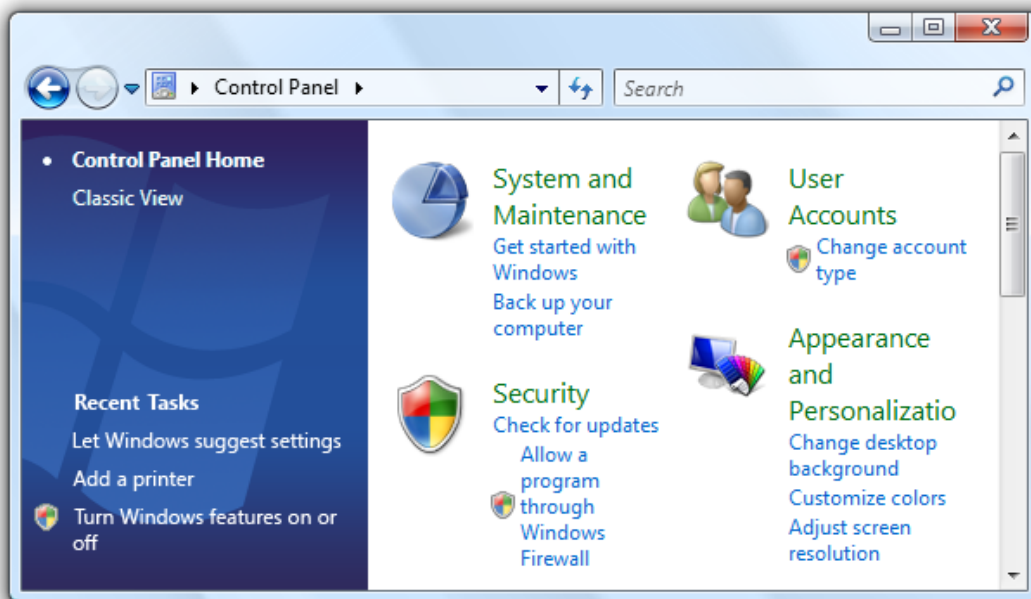 Control Panel
Search
Control Panel Home
Classic View
Recent Tasks
Let Windows suggest settings
Add a printer
Turn Windows features on or
off
System and
Maintenance
Get started with
Windows
Back up your
computer
Security
Check for updates
Allow a
program
through
Windows
Firewall
User
Accounts
Change account
type
Appearance
and
Personalizatio
Change desktop
background
Customize colors
Adjust screen
resolution